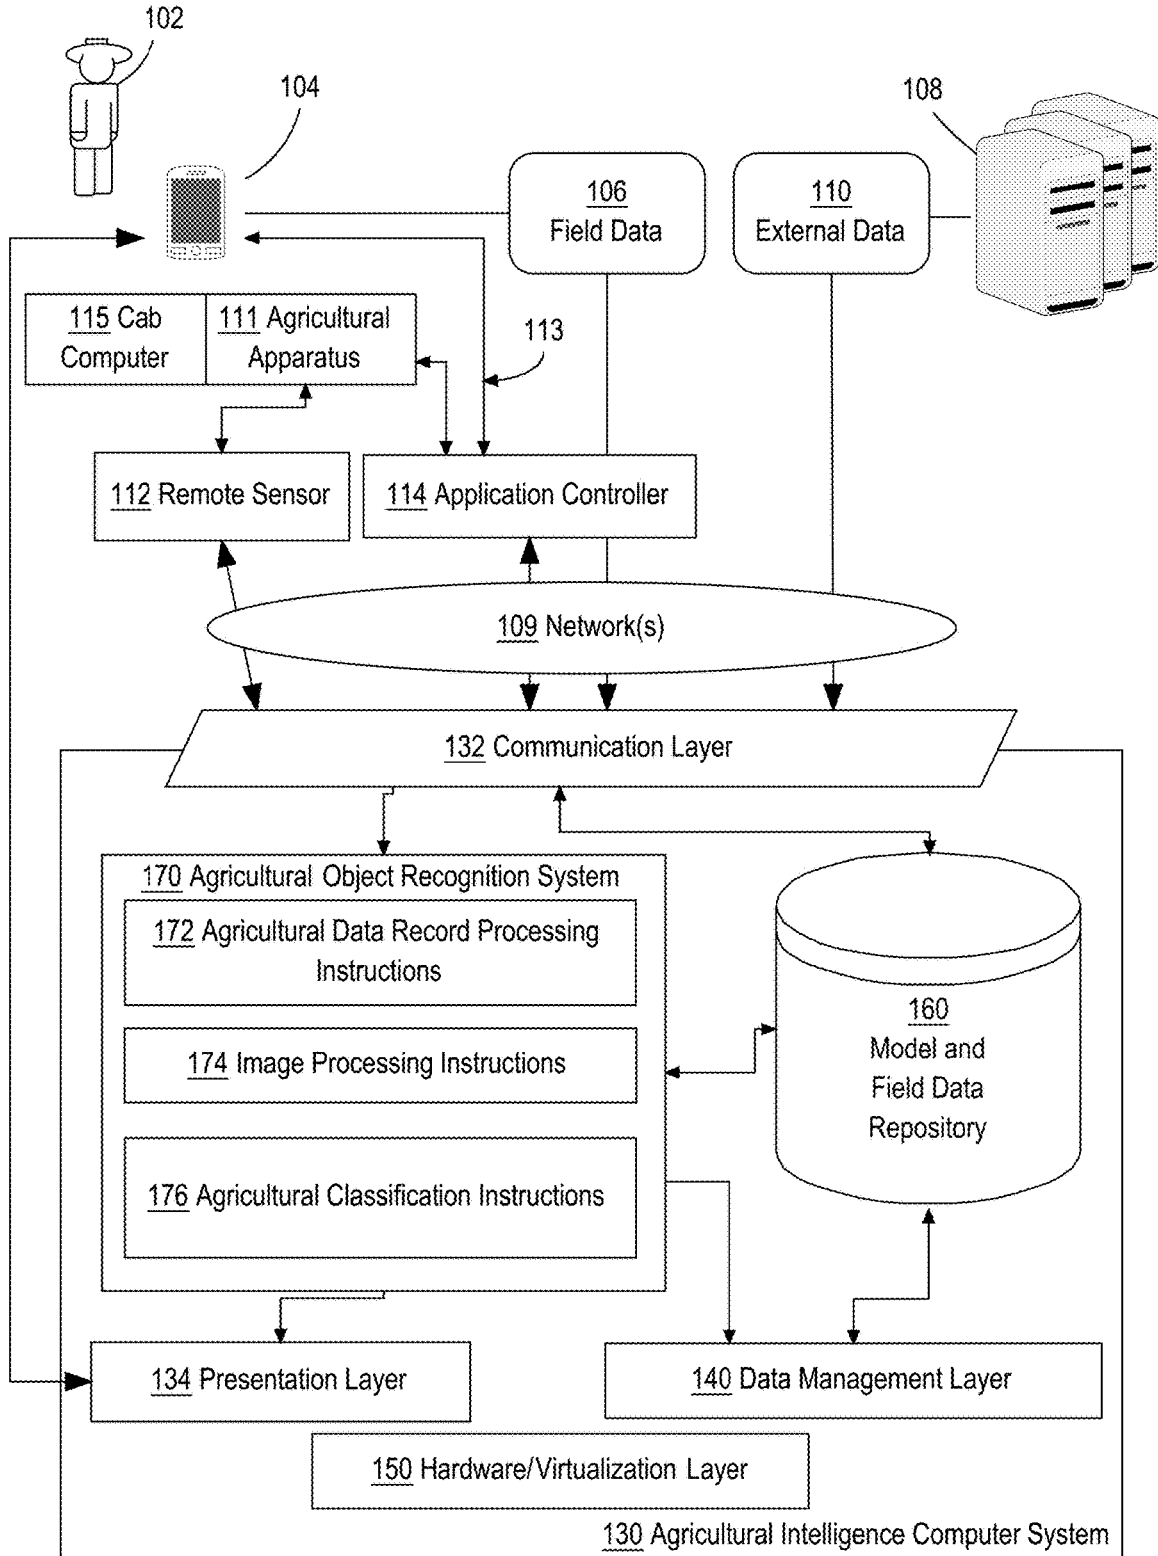 102
104
108
106
Field Data
110
External Data
115 Cab
Computer
111 Agricultural
Apparatus
113
112 Remote Sensor
114 Application Controller
109 Network(s)
132 Communication Layer
170 Agricultural Object Recognition System
172 Agricultural Data Record Processing
Instructions
174 Image Processing Instructions
176 Agricultural Classification Instructions
160
Model and
Field Data
Repository
134 Presentation Layer
140 Data Management Layer
150 Hardware/Virtualization Layer
130 Agricultural Intelligence Computer System